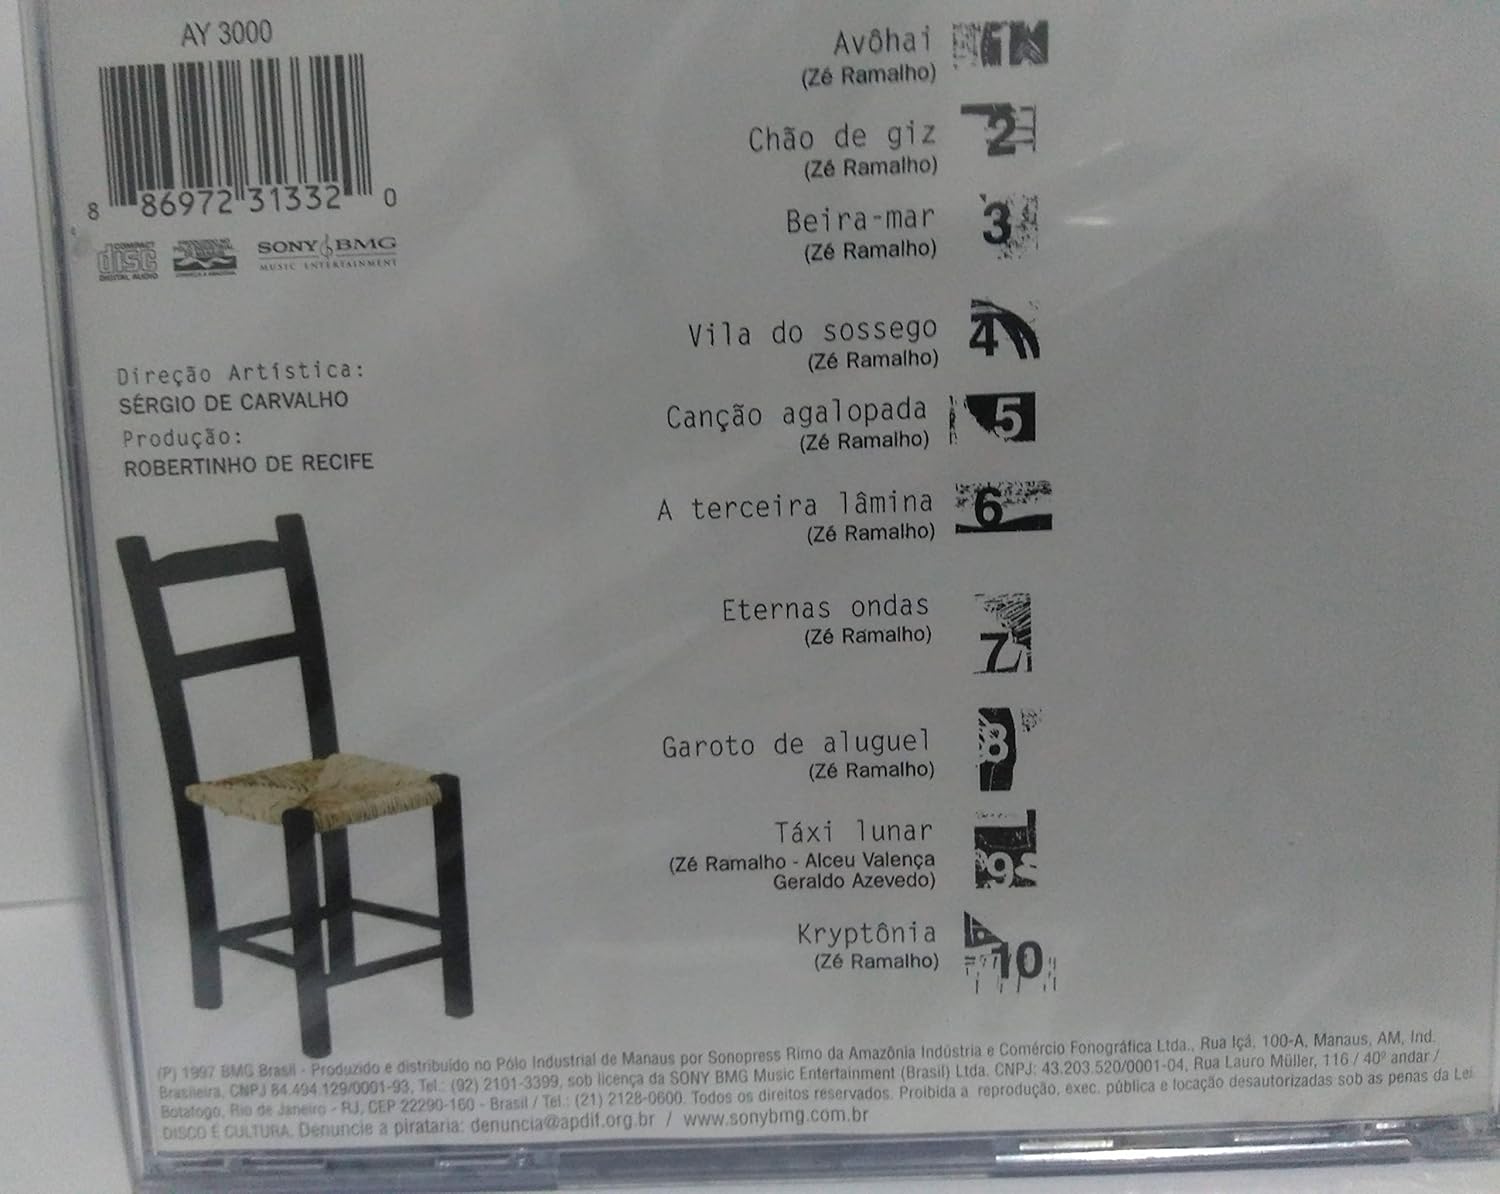 AY 3000
8 86972 31332 0
COMPACT
disc
DIGITAL AUDIO
SONY BMG
MUSIC ENTERTAINMENT
Direção Artística:
SÉRGIO DE CARVALHO
Produção:
ROBERTINHO DE RECIFE
Avôhai 1
(Zé Ramalho)
Chão de giz 2
(Zé Ramalho)
Beira-mar 3
(Zé Ramalho)
Vila do sossego 4
(Zé Ramalho)
Canção agalopada 5
(Zé Ramalho)
A terceira lâmina 6
(Zé Ramalho)
Eternas ondas 7
(Zé Ramalho)
Garoto de aluguel 8
(Zé Ramalho)
Táxi lunar 9
(Zé Ramalho - Alceu Valença
Geraldo Azevedo)
Kryptônia 10
(Zé Ramalho)
(P) 1997 BMG Brasil - Produzido e distribuído no Pólo Industrial de Manaus por Sonopress Rimo da Amazônia Indústria e Comércio Fonográfica Ltda., Rua Içá, 100-A, Manaus, AM, Ind.
Brasileira, CNPJ 84.494.129/0001-93, Tel.: (92) 2101-3399, sob licença da SONY BMG Music Entertainment (Brasil) Ltda. CNPJ: 43.203.520/0001-04, Rua Lauro Müller, 116 / 40º andar /
Botafogo, Rio de Janeiro - RJ, CEP 22290-160 - Brasil / Tel.: (21) 2128-0600. Todos os direitos reservados. Proibida a reprodução, exec. pública e locação desautorizadas sob as penas da Lei
DISCO É CULTURA. Denuncie a pirataria: denuncia@apdif.org.br / www.sonybmg.com.br